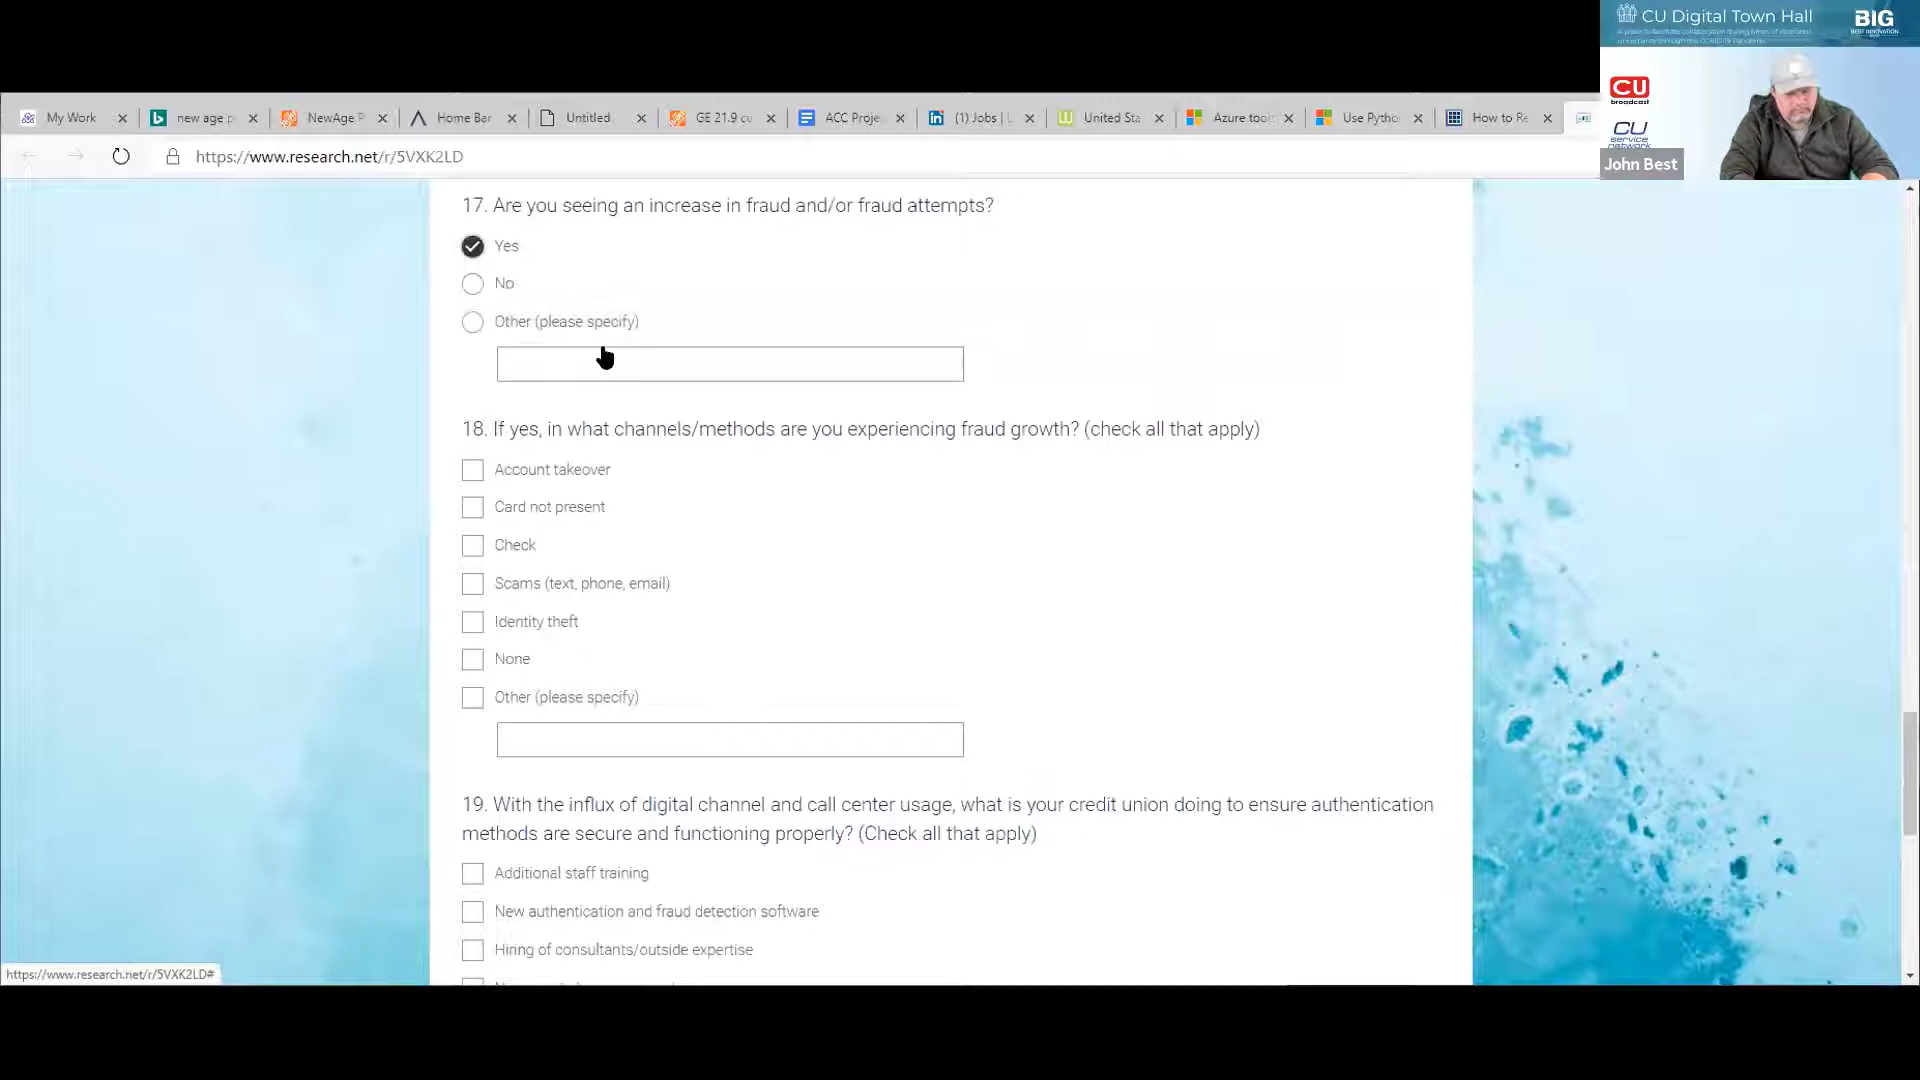 CU Digital Town Hall
BIG
BEST INNOVATION
CU
broadcast
CU
service
network
John Best
My Work
new age p
NewAge P
Home Bar
Untitled
GE 21.9 cu
ACC Proje
(1) Jobs | L
United Sta
Azure tool
Use Pytho
How to Re
https://www.research.net/r/5VXK2LD
17. Are you seeing an increase in fraud and/or fraud attempts?
Yes
No
Other (please specify)
18. If yes, in what channels/methods are you experiencing fraud growth? (check all that apply)
Account takeover
Card not present
Check
Scams (text, phone, email)
Identity theft
None
Other (please specify)
19. With the influx of digital channel and call center usage, what is your credit union doing to ensure authentication
methods are secure and functioning properly? (Check all that apply)
Additional staff training
New authentication and fraud detection software
Hiring of consultants/outside expertise
https://www.research.net/r/5VXK2LD#